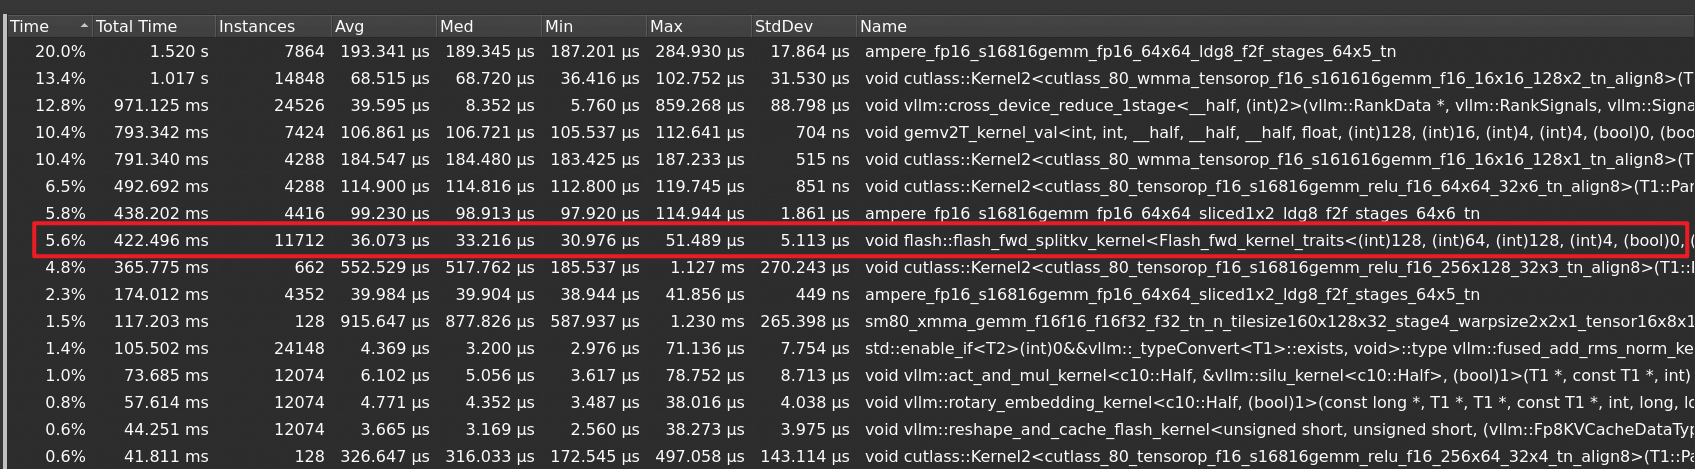 Time Total Time Instances Avg Med Min Max StdDev Name
20.0% 1.520 s 7864 193.341 μs 189.345 μs 187.201 μs 284.930 μs 17.864 μs ampere_fp16_s16816gemm_fp16_64x64_ldg8_f2f_stages_64x5_tn
13.4% 1.017 s 14848 68.515 μs 68.720 μs 36.416 μs 102.752 μs 31.530 μs void cutlass::Kernel2<cutlass_80_wmma_tensorop_f16_s161616gemm_f16_16x16_128x2_tn_align8>(T
12.8% 971.125 ms 24526 39.595 μs 8.352 μs 5.760 μs 859.268 μs 88.798 μs void vllm::cross_device_reduce_1stage<__half, (int)2>(vllm::RankData *, vllm::RankSignals, vllm::Signa
10.4% 793.342 ms 7424 106.861 μs 106.721 μs 105.537 μs 112.641 μs 704 ns void gemv2T_kernel_val<int, int, __half, __half, __half, float, (int)128, (int)16, (int)4, (int)4, (bool)0, (boo
10.4% 791.340 ms 4288 184.547 μs 184.480 μs 183.425 μs 187.233 μs 515 ns void cutlass::Kernel2<cutlass_80_wmma_tensorop_f16_s161616gemm_f16_16x16_128x1_tn_align8>(T
6.5% 492.692 ms 4288 114.900 μs 114.816 μs 112.800 μs 119.745 μs 851 ns void cutlass::Kernel2<cutlass_80_tensorop_f16_s16816gemm_relu_f16_64x64_32x6_tn_align8>(T1::Par
5.8% 438.202 ms 4416 99.230 μs 98.913 μs 97.920 μs 114.944 μs 1.861 μs ampere_fp16_s16816gemm_fp16_64x64_sliced1x2_ldg8_f2f_stages_64x6_tn
5.6% 422.496 ms 11712 36.073 μs 33.216 μs 30.976 μs 51.489 μs 5.113 μs void flash::flash_fwd_splitkv_kernel<Flash_fwd_kernel_traits<(int)128, (int)64, (int)128, (int)4, (bool)0, (
4.8% 365.775 ms 662 552.529 μs 517.762 μs 185.537 μs 1.127 ms 270.243 μs void cutlass::Kernel2<cutlass_80_tensorop_f16_s16816gemm_relu_f16_256x128_32x3_tn_align8>(T1::
2.3% 174.012 ms 4352 39.984 μs 39.904 μs 38.944 μs 41.856 μs 449 ns ampere_fp16_s16816gemm_fp16_64x64_sliced1x2_ldg8_f2f_stages_64x5_tn
1.5% 117.203 ms 128 915.647 μs 877.826 μs 587.937 μs 1.230 ms 265.398 μs sm80_xmma_gemm_f16f16_f16f32_f32_tn_n_tilesize160x128x32_stage4_warpsize2x2x1_tensor16x8x1
1.4% 105.502 ms 24148 4.369 μs 3.200 μs 2.976 μs 71.136 μs 7.754 μs std::enable_if<T2>(int)0&&vllm::_typeConvert<T1>::exists, void>::type vllm::fused_add_rms_norm_ke
1.0% 73.685 ms 12074 6.102 μs 5.056 μs 3.617 μs 78.752 μs 8.713 μs void vllm::act_and_mul_kernel<c10::Half, &vllm::silu_kernel<c10::Half>, (bool)1>(T1 *, const T1 *, int)
0.8% 57.614 ms 12074 4.771 μs 4.352 μs 3.487 μs 38.016 μs 4.038 μs void vllm::rotary_embedding_kernel<c10::Half, (bool)1>(const long *, T1 *, T1 *, const T1 *, int, long, lo
0.6% 44.251 ms 12074 3.665 μs 3.169 μs 2.560 μs 38.273 μs 3.975 μs void vllm::reshape_and_cache_flash_kernel<unsigned short, unsigned short, (vllm::Fp8KVCacheDataTyp
0.6% 41.811 ms 128 326.647 μs 316.033 μs 172.545 μs 497.058 μs 143.114 μs void cutlass::Kernel2<cutlass_80_tensorop_f16_s16816gemm_relu_f16_256x64_32x4_tn_align8>(T1::Pa